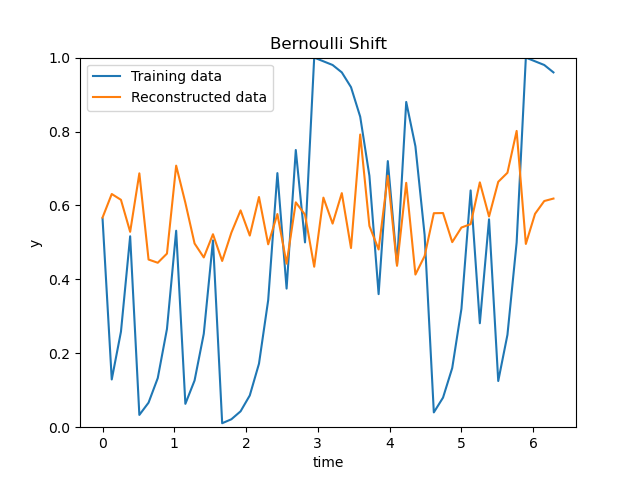 Bernoulli Shift
Training data
Reconstructed data
1.0
0.8
0.6
0.4
0.2
0.0
y
0 1 2 3 4 5 6
time